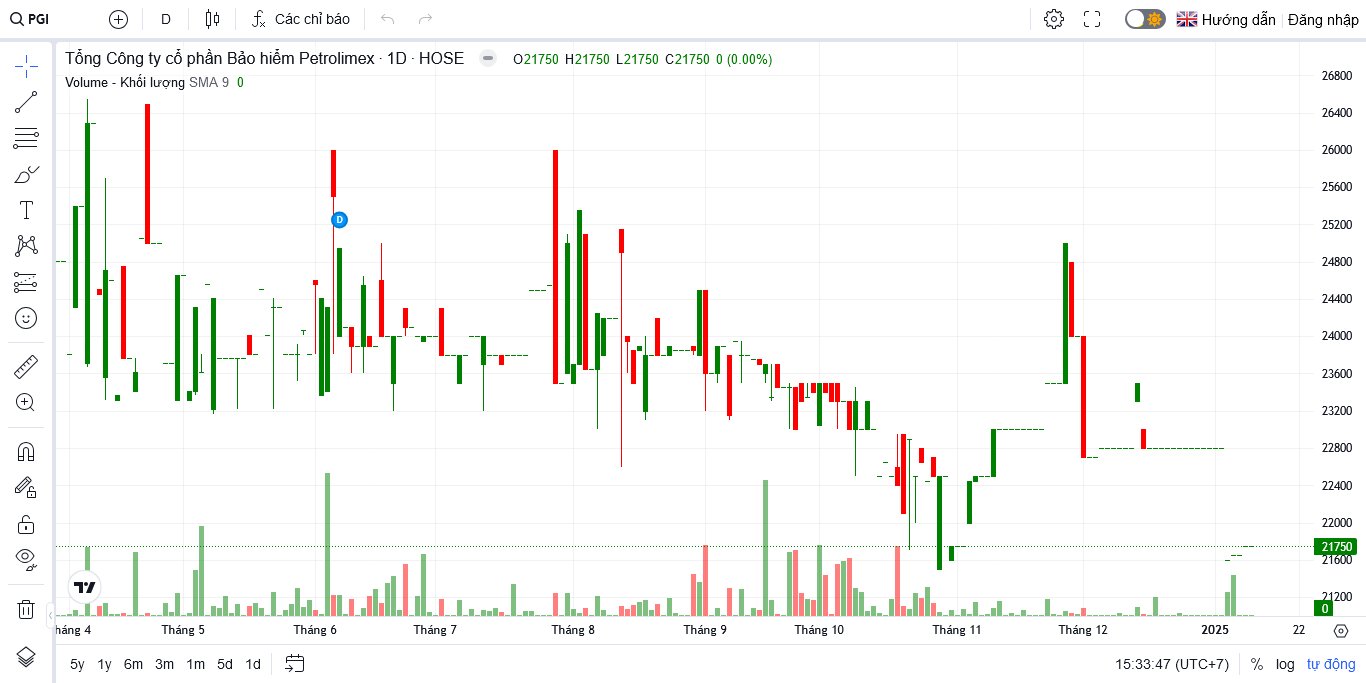 PGI D Các chỉ báo Hướng dẫn Đăng nhập
Tổng Công ty cổ phần Bảo hiểm Petrolimex · 1D · HOSE O21750 H21750 L21750 C21750 0 (0.00%)
Volume - Khối lượng SMA 9 0
26800
26400
26000
25600
D
25200
24800
24400
24000
23600
23200
22800
22400
22000
21750
21600
21200
0
háng 4 Tháng 5 Tháng 6 Tháng 7 Tháng 8 Tháng 9 Tháng 10 Tháng 11 Tháng 12 2025 22
5y 1y 6m 3m 1m 5d 1d 15:33:47 (UTC+7) % log tự động